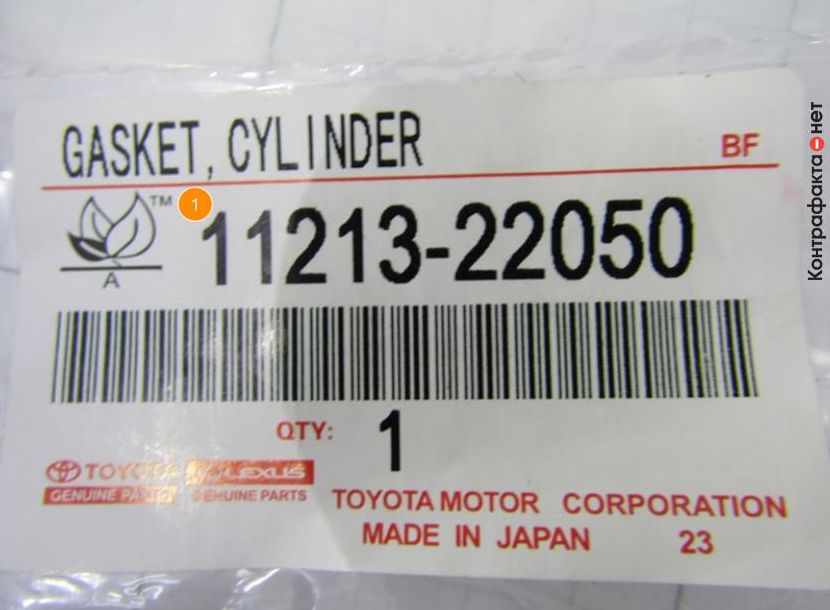 GASKET, CYLINDER
BF
TM
1
11213-22050
A
QTY: 1
TOYOTA LEXUS
GENUINE PARTS GENUINE PARTS
TOYOTA MOTOR CORPORATION
MADE IN JAPAN 23
Контрафакта нет